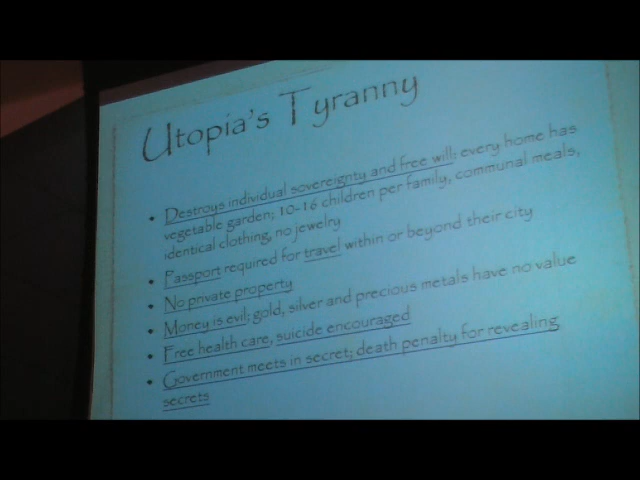 Utopia's Tyranny
• Destroys individual sovereignty and free will; every home has
vegetable garden; 10-16 children per family, communal meals,
identical clothing, no jewelry
• Passport required for travel within or beyond their city
• No private property
• Money is evil; gold, silver and precious metals have no value
• Free health care, suicide encouraged
• Government meets in secret; death penalty for revealing
secrets